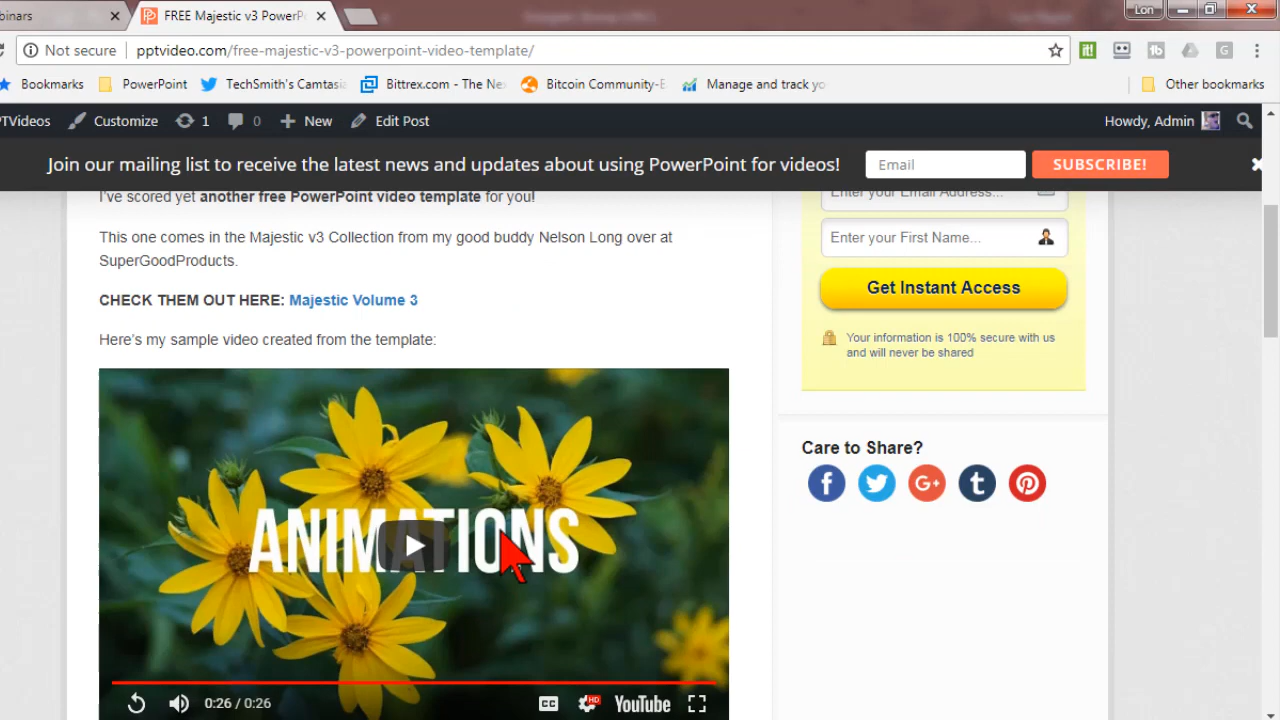 binars
FREE Majestic v3 PowerP
Lon
Not secure
pptvideo.com/free-majestic-v3-powerpoint-video-template/
Bookmarks
PowerPoint
TechSmith's Camtasi
Bittrex.com - The Ne
Bitcoin Community-E
Manage and track yo
Other bookmarks
TVideos
Customize
1
0
New
Edit Post
Howdy, Admin
Join our mailing list to receive the latest news and updates about using PowerPoint for videos!
Email
SUBSCRIBE!
I've scored yet another free PowerPoint video template for you!
This one comes in the Majestic v3 Collection from my good buddy Nelson Long over at
SuperGoodProducts.
CHECK THEM OUT HERE: Majestic Volume 3
Here's my sample video created from the template:
ANIMATIONS
0:26 / 0:26
CC
HD
YouTube
Enter your Email Address...
Enter your First Name...
Get Instant Access
Your information is 100% secure with us
and will never be shared
Care to Share?